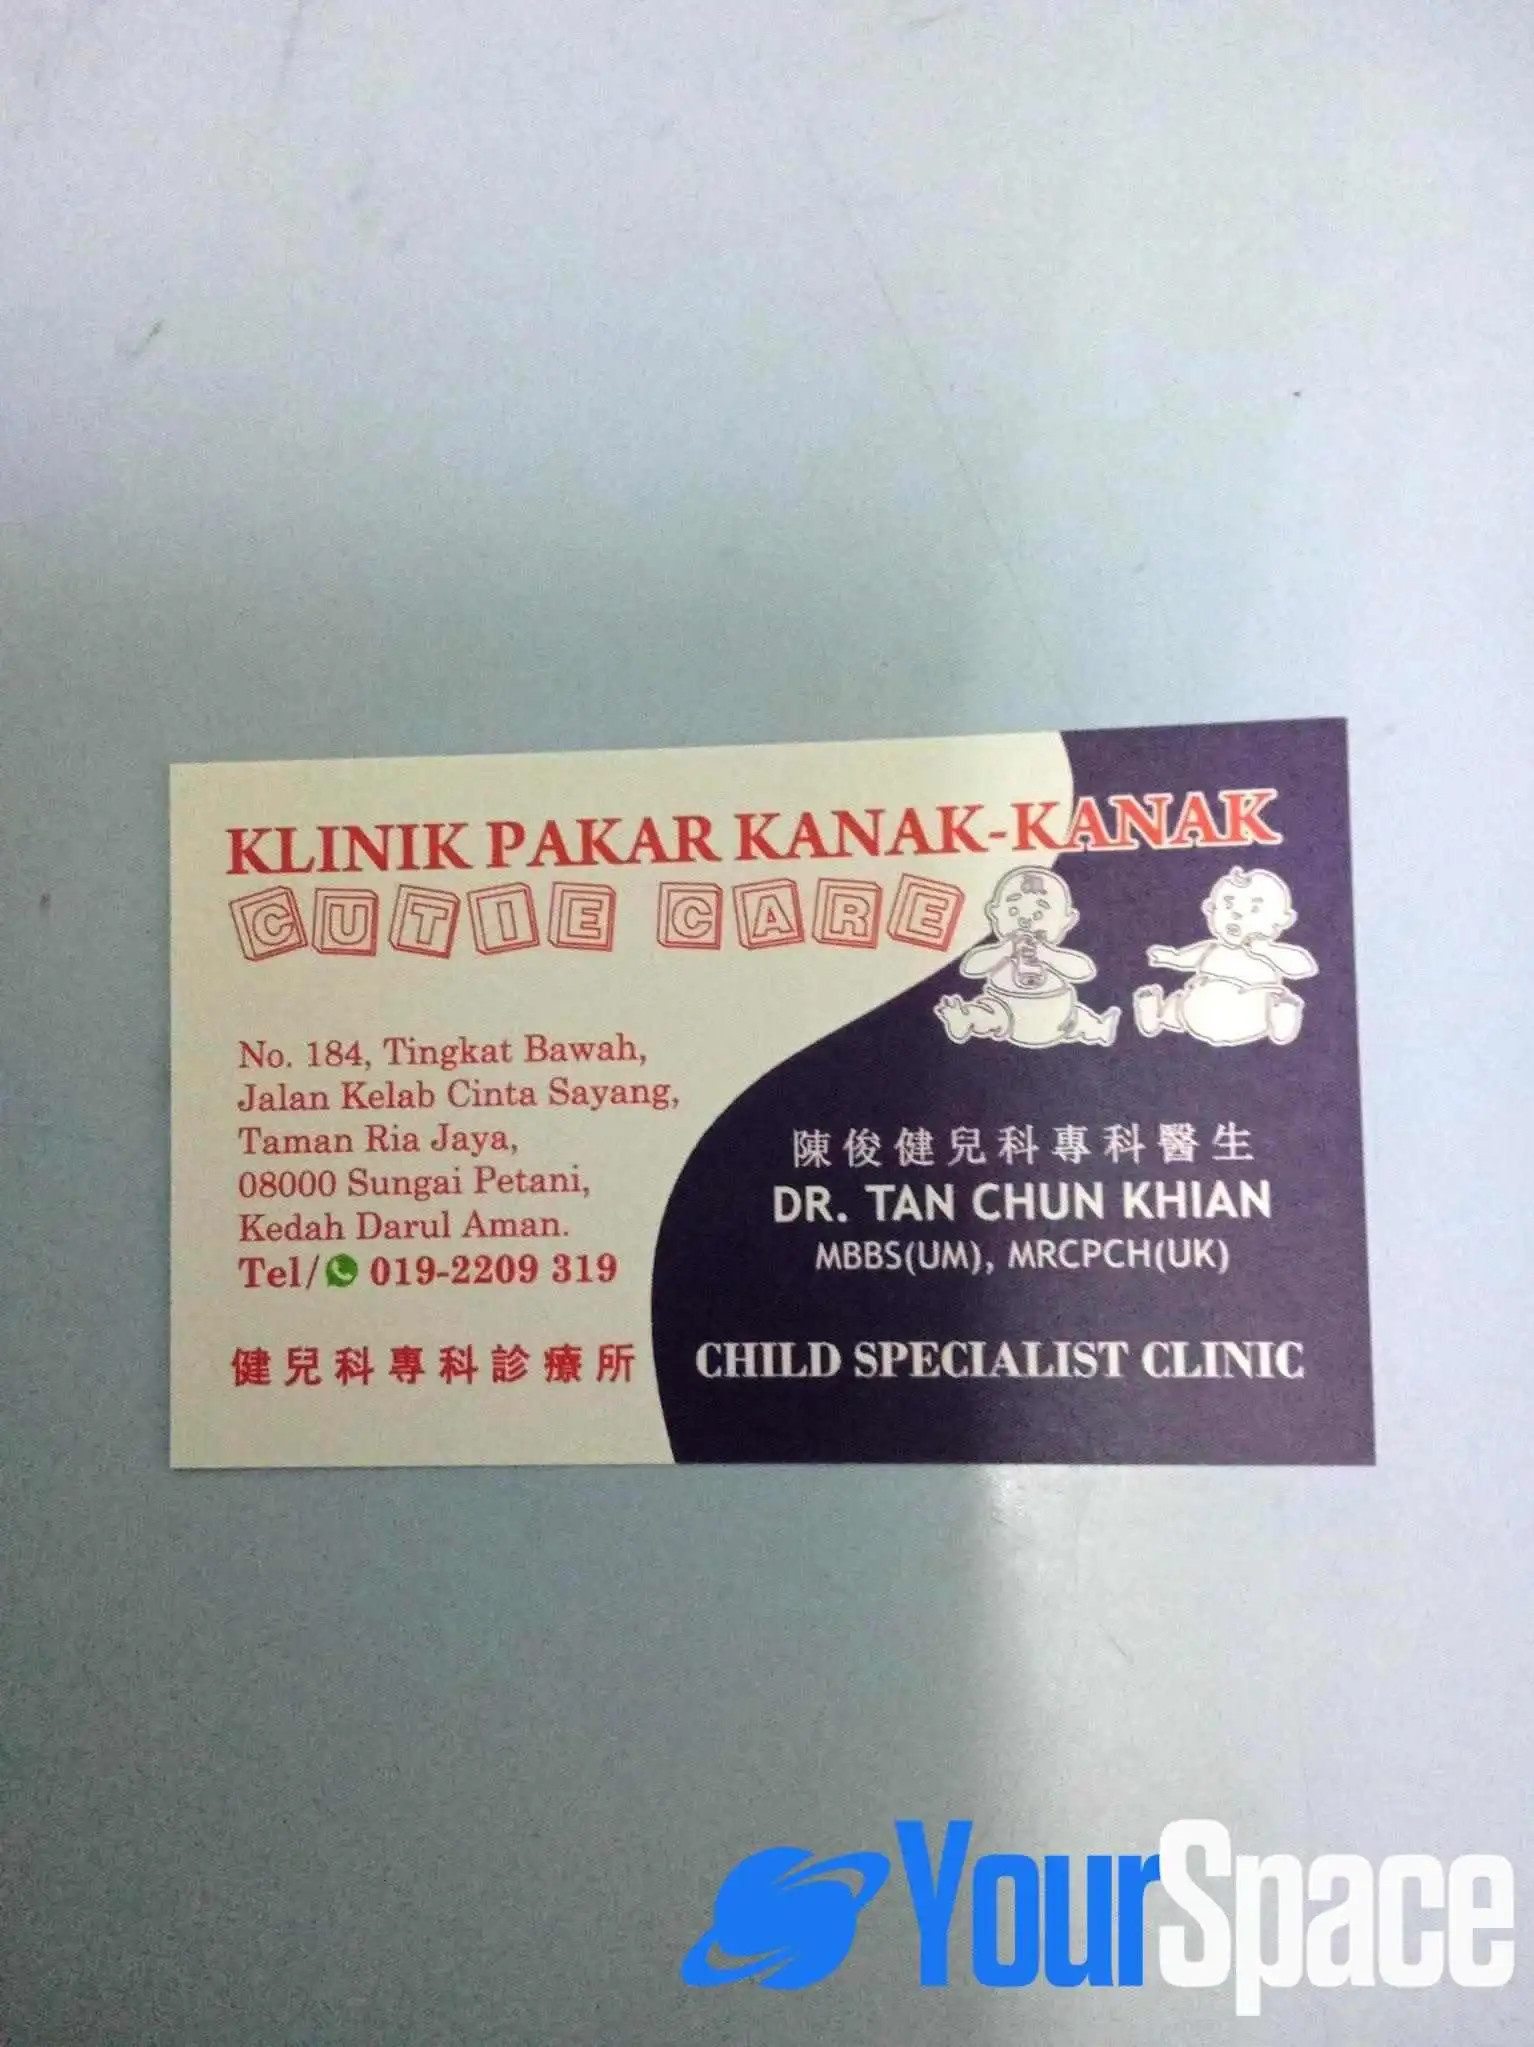 KLINIK PAKAR KANAK-KANAK
CUTIE CARE
No. 184, Tingkat Bawah,
Jalan Kelab Cinta Sayang,
Taman Ria Jaya,
08000 Sungai Petani,
Kedah Darul Aman.
Tel/ 019-2209 319
健兒科專科診療所
陳俊健兒科專科醫生
DR. TAN CHUN KHIAN
MBBS(UM), MRCPCH(UK)
CHILD SPECIALIST CLINIC
YourSpace